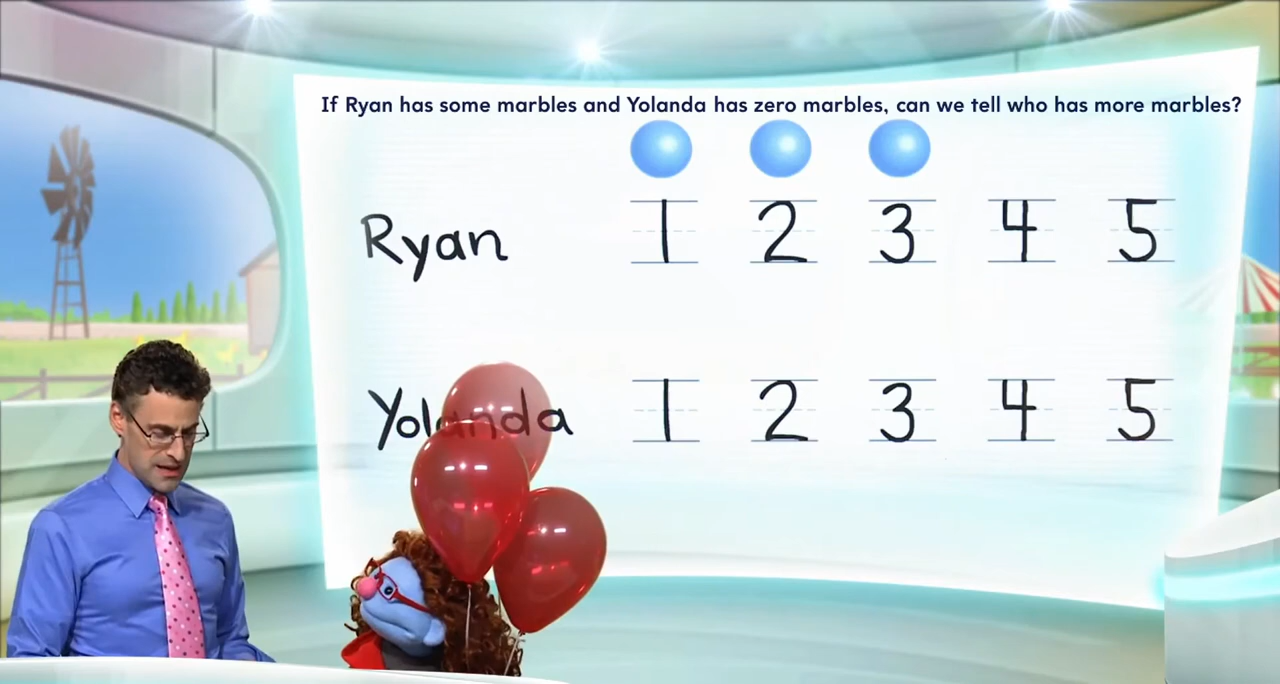 If Ryan has some marbles and Yolanda has zero marbles, can we tell who has more marbles?
Ryan 1 2 3 4 5
Yolanda 1 2 3 4 5